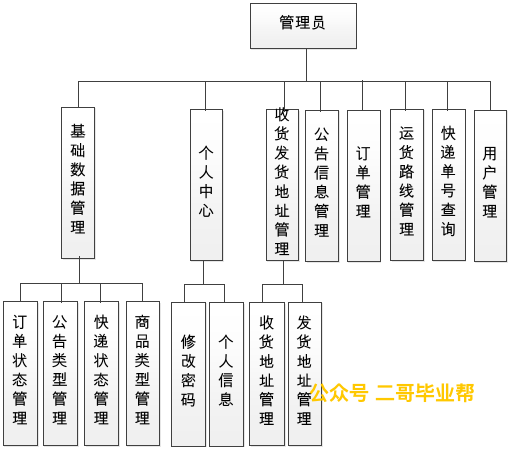 管理员
基础数据管理
个人中心
收货发货地址管理
公告信息管理
订单管理
运货路线管理
快递单号查询
用户管理
订单状态管理
公告类型管理
快递状态管理
商品类型管理
修改密码
个人信息
收货地址管理
发货地址管理
公众号 二哥毕业帮